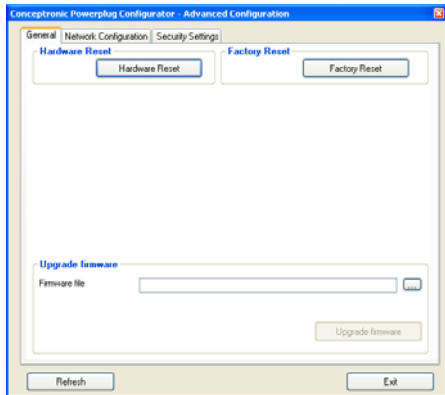 Conceptronic Powerplug Configurator - Advanced Configuration
General Network Configuration Security Settings
Hardware Reset Factory Reset
Hardware Reset Factory Reset
Upgrade firmware
Firmware file ...
Upgrade firmware
Refresh Exit